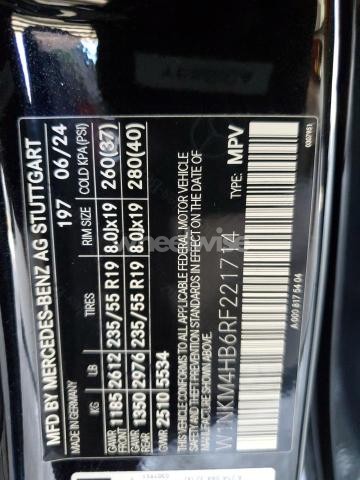 MFD BY MERCEDES-BENZ AG STUTTGART
MADE IN GERMANY 197 06/24
KG LB TIRES RIM SIZE COLD KPA(PSI)
GAWR FRONT 1185 2612 235/55 R19 8.0Jx19 260(37)
GAWR REAR 1350 2976 235/55 R19 8.0Jx19 280(40)
GVWR 2510 5534
THIS VEHICLE CONFORMS TO
ALL APPLICABLE FEDERAL MOTOR VEHICLE
SAFETY, BUMPER, AND THEFT PREVENTION
STANDARDS IN EFFECT ON THE DATE OF
MANUFACTURE SHOWN ABOVE
W1NKM4HB6RF221714
TYPE: MPV
A 000 817 54 04